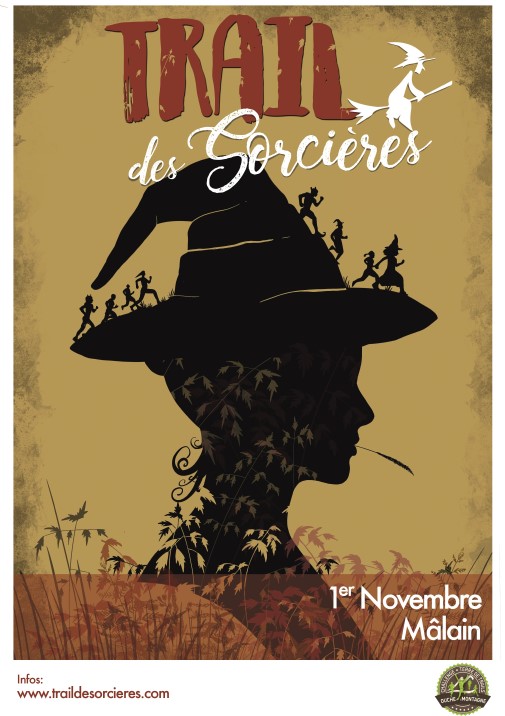 TRAIL
des Sorcières
1er Novembre
Mâlain
Infos:
www.traildesorcieres.com